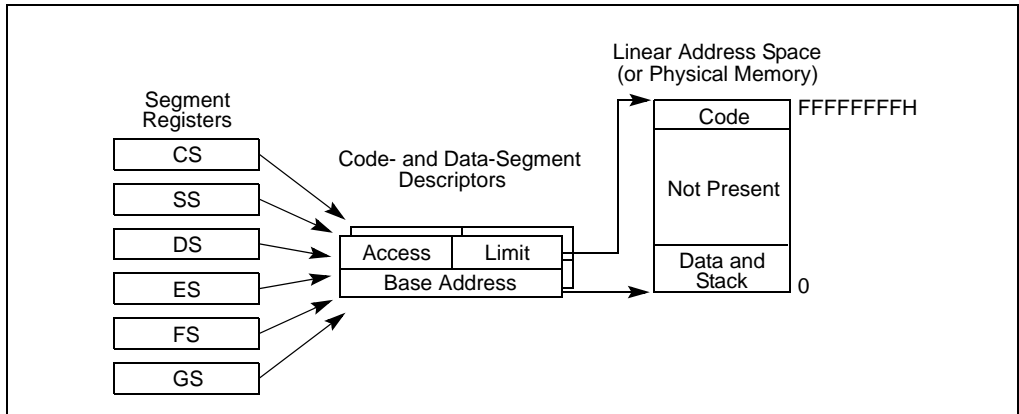 Segment
Registers
CS
SS
DS
ES
FS
GS
Code- and Data-Segment
Descriptors
Access
Limit
Base Address
Linear Address Space
(or Physical Memory)
Code
FFFFFFFFH
Not Present
Data and
Stack
0